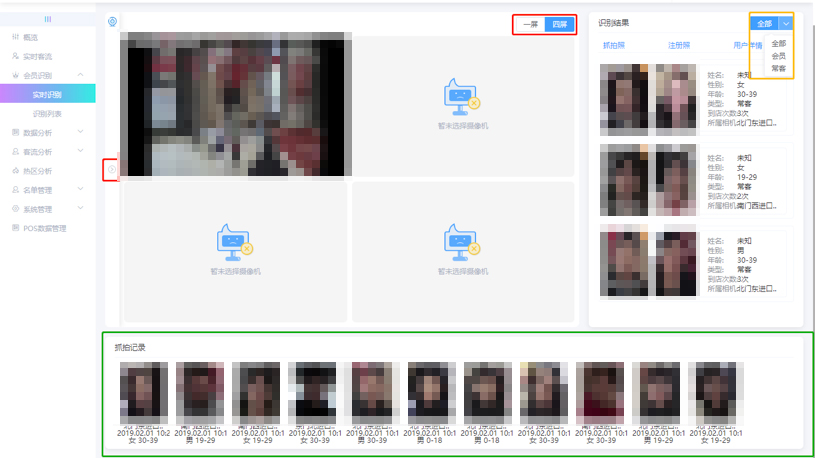 概览
实时客流
会员识别
实时识别
识别列表
数据分析
客流分析
热区分析
名单管理
系统管理
POS数据管理
一屏 四屏
暂未选择摄像机
暂未选择摄像机
暂未选择摄像机
识别结果 全部
全部
会员
常客
抓拍照 注册照 用户详情
姓名: 未知
性别: 女
年龄: 30-39
类型: 常客
到店次数:3次
所属相机:北门东进口..
姓名: 未知
性别: 女
年龄: 19-29
类型: 常客
到店次数:2次
所属相机:南门西进口..
姓名: 未知
性别: 男
年龄: 30-39
类型: 常客
到店次数:3次
所属相机:北门东进口..
抓拍记录
2019.02.01 10:2 2019.02.01 10:1 2019.02.01 10:1 2019.02.01 10:1 2019.02.01 10:1 2019.02.01 10:1 2019.02.01 10:1 2019.02.01 10:1 2019.02.01 10:1 2019.02.01 10:1 2019.02.01 10:1
女 30-39 男 19-29 女 19-29 女 30-39 男 30-39 男 0-18 女 0-18 女 30-39 女 30-39 男 19-29 女 19-29